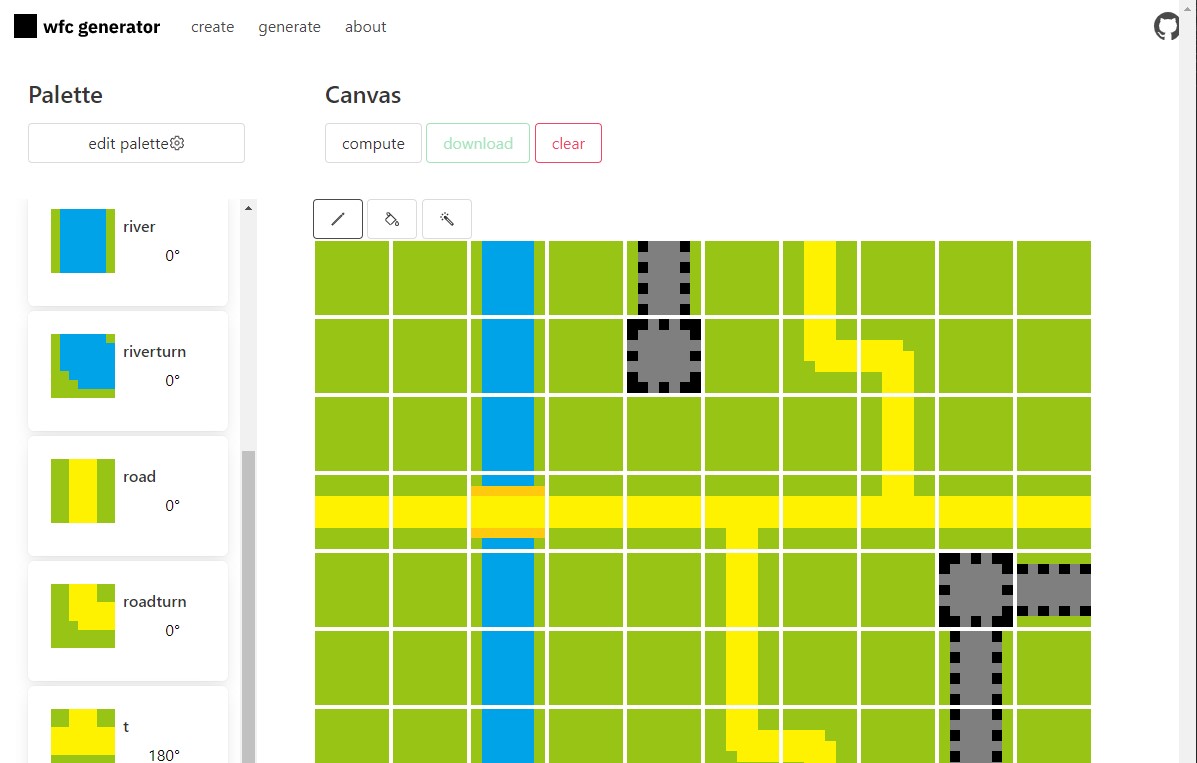 wfc generator create generate about
Palette
edit palette
Canvas
compute download clear
river
0°
riverturn
0°
road
0°
roadturn
0°
t
180°